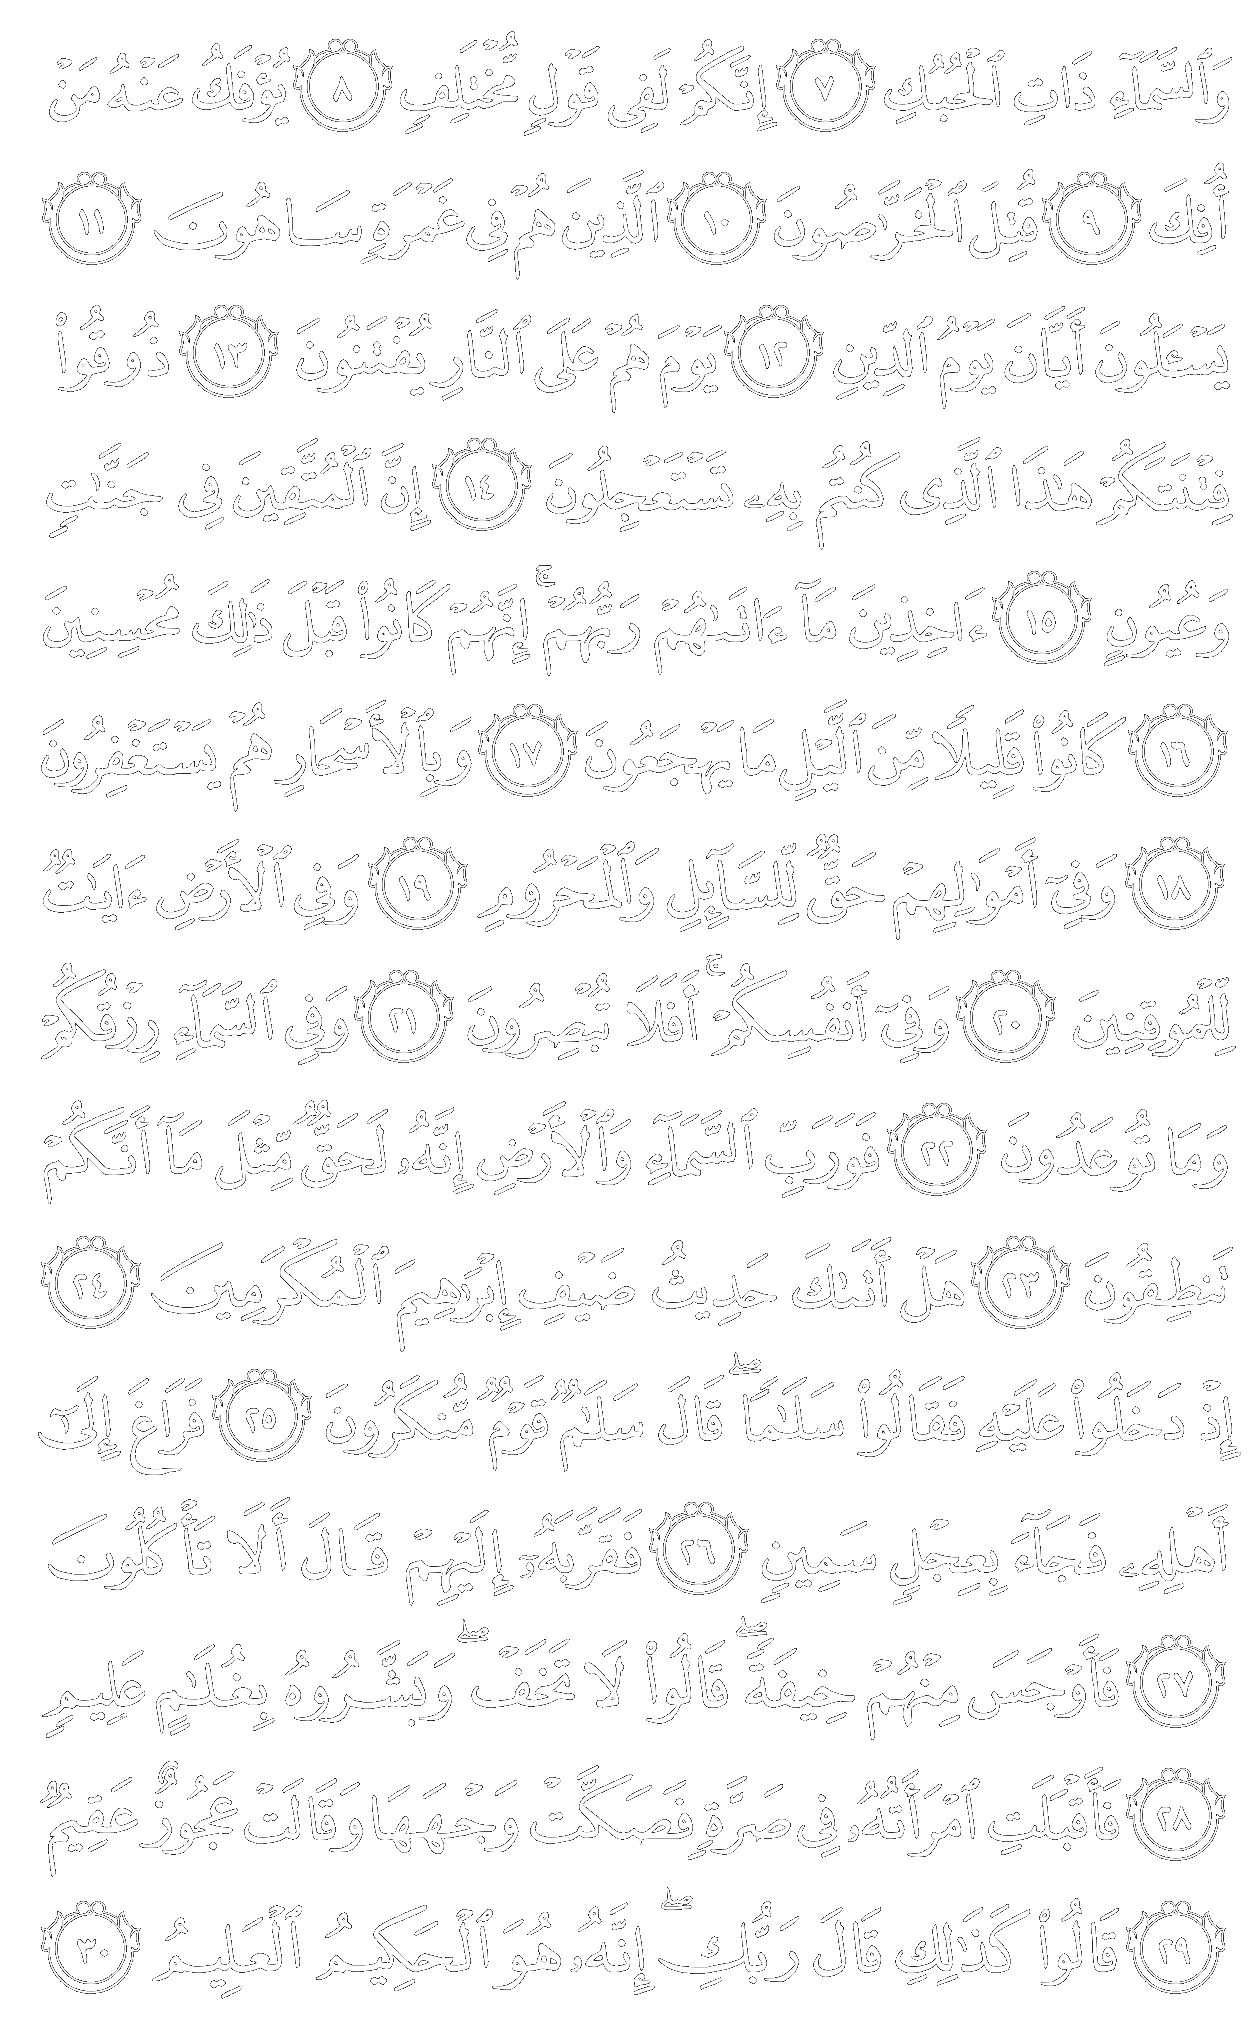 وَٱلسَّمَآءِ ذَاتِ ٱلْحُبُكِ ٧ إِنَّكُمْ لَفِى قَوْلٍ مُّخْتَلِفٍ ٨ يُؤْفَكُ عَنْهُ مَنْ
أُفِكَ ٩ قُتِلَ ٱلْخَرَّٰصُونَ ١٠ ٱلَّذِينَ هُمْ فِى غَمْرَةٍ سَاهُونَ ١١
يَسْـَٔلُونَ أَيَّانَ يَوْمُ ٱلدِّينِ ١٢ يَوْمَ هُمْ عَلَى ٱلنَّارِ يُفْتَنُونَ ١٣ ذُوقُوا۟
فِتْنَتَكُمْ هَٰذَا ٱلَّذِى كُنتُم بِهِۦ تَسْتَعْجِلُونَ ١٤ إِنَّ ٱلْمُتَّقِينَ فِى جَنَّٰتٍ
وَعُيُونٍ ١٥ ءَاخِذِينَ مَآ ءَاتَىٰهُمْ رَبُّهُمْ ۚ إِنَّهُمْ كَانُوا۟ قَبْلَ ذَٰلِكَ مُحْسِنِينَ
١٦ كَانُوا۟ قَلِيلًا مِّنَ ٱلَّيْلِ مَا يَهْجَعُونَ ١٧ وَبِٱلْأَسْحَارِ هُمْ يَسْتَغْفِرُونَ
١٨ وَفِىٓ أَمْوَٰلِهِمْ حَقٌّ لِّلسَّآئِلِ وَٱلْمَحْرُومِ ١٩ وَفِى ٱلْأَرْضِ ءَايَٰتٌ
لِّلْمُوقِنِينَ ٢٠ وَفِىٓ أَنفُسِكُمْ ۚ أَفَلَا تُبْصِرُونَ ٢١ وَفِى ٱلسَّمَآءِ رِزْقُكُمْ
وَمَا تُوعَدُونَ ٢٢ فَوَرَبِّ ٱلسَّمَآءِ وَٱلْأَرْضِ إِنَّهُۥ لَحَقٌّ مِّثْلَ مَآ أَنَّكُمْ
تَنطِقُونَ ٢٣ هَلْ أَتَىٰكَ حَدِيثُ ضَيْفِ إِبْرَٰهِيمَ ٱلْمُكْرَمِينَ ٢٤
إِذْ دَخَلُوا۟ عَلَيْهِ فَقَالُوا۟ سَلَٰمًا ۖ قَالَ سَلَٰمٌ قَوْمٌ مُّنكَرُونَ ٢٥ فَرَاغَ إِلَىٰٓ
أَهْلِهِۦ فَجَآءَ بِعِجْلٍ سَمِينٍ ٢٦ فَقَرَّبَهُۥٓ إِلَيْهِمْ قَالَ أَلَا تَأْكُلُونَ
٢٧ فَأَوْجَسَ مِنْهُمْ خِيفَةً ۖ قَالُوا۟ لَا تَخَفْ ۖ وَبَشَّرُوهُ بِغُلَٰمٍ عَلِيمٍ
٢٨ فَأَقْبَلَتِ ٱمْرَأَتُهُۥ فِى صَرَّةٍ فَصَكَّتْ وَجْهَهَا وَقَالَتْ عَجُوزٌ عَقِيمٌ
٢٩ قَالُوا۟ كَذَٰلِكِ قَالَ رَبُّكِ ۖ إِنَّهُۥ هُوَ ٱلْحَكِيمُ ٱلْعَلِيمُ ٣٠